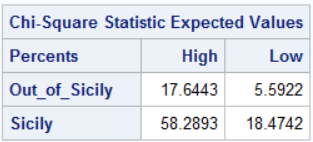 Chi-Square Statistic Expected Values
Percents High Low
Out_of_Sicily 17.6443 5.5922
Sicily 58.2893 18.4742